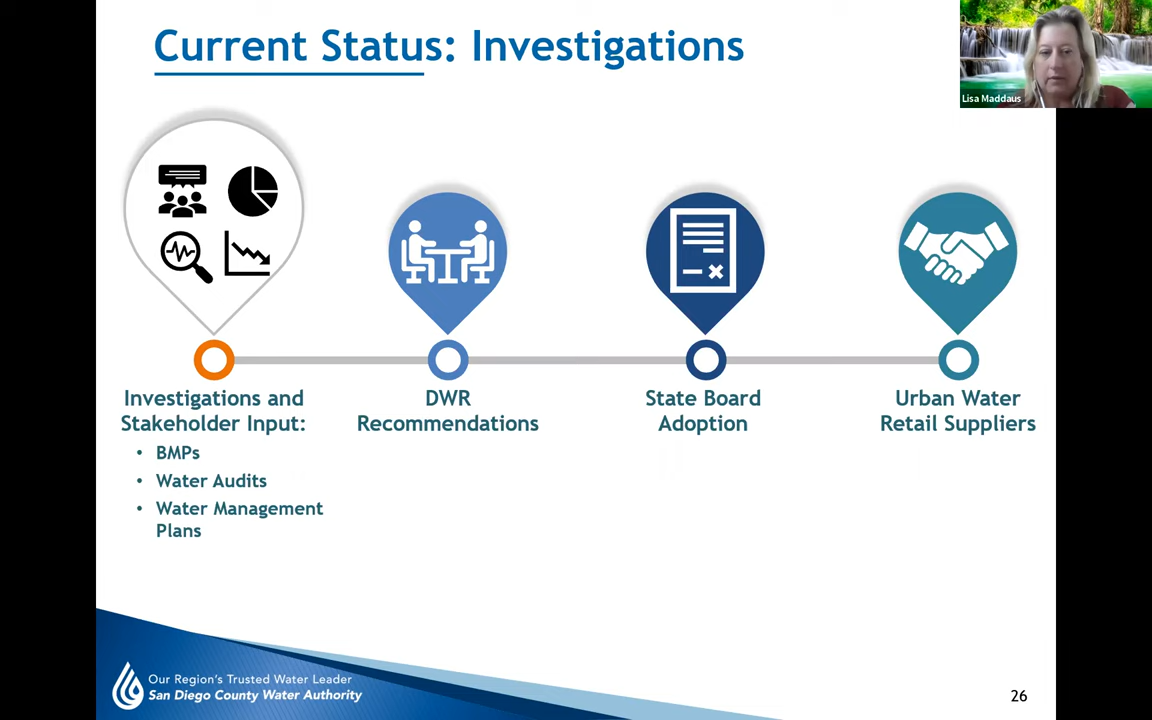 Current Status: Investigations
Lisa Maddaus
Investigations and
Stakeholder Input:
• BMPs
• Water Audits
• Water Management
Plans
DWR
Recommendations
State Board
Adoption
Urban Water
Retail Suppliers
Our Region's Trusted Water Leader
San Diego County Water Authority
26